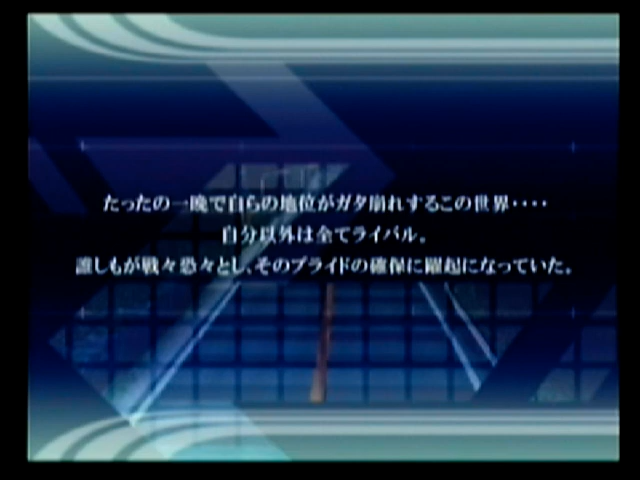 たったの一晩で自らの地位がガタ崩れするこの世界・・・・
自分以外は全てライバル。
誰しもが戦々恐々とし、そのプライドの確保に躍起になっていた。